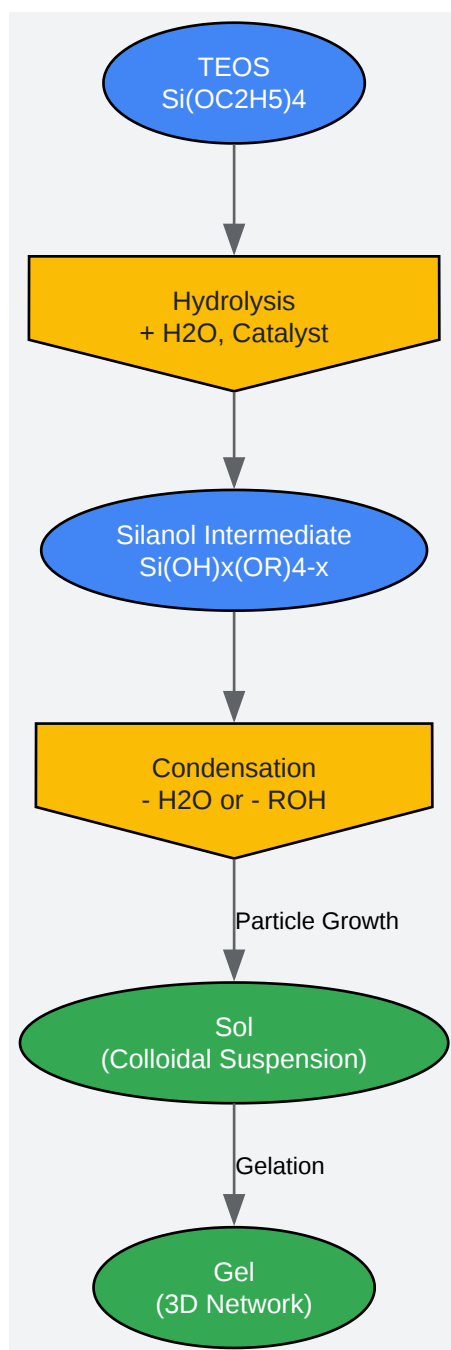 TEOS
Si(OC2H5)4
Hydrolysis
+ H2O, Catalyst
Silanol Intermediate
Si(OH)x(OR)4-x
Condensation
- H2O or - ROH
Particle Growth
Sol
(Colloidal Suspension)
Gelation
Gel
(3D Network)